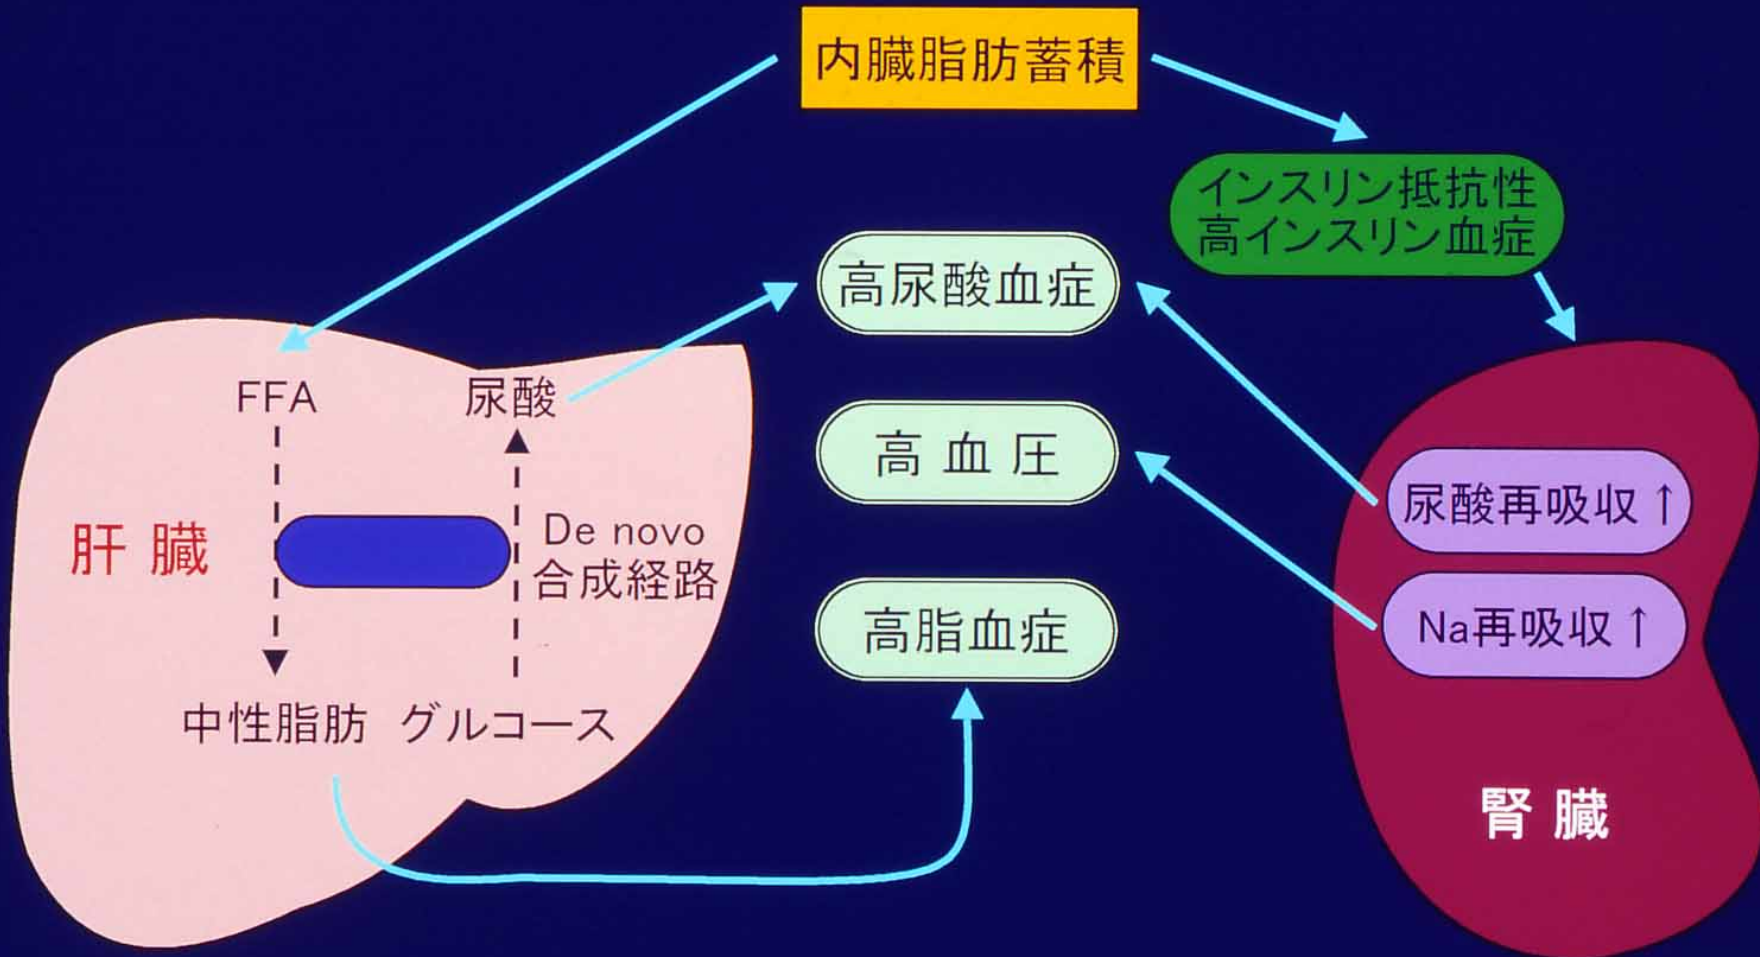 内臓脂肪蓄積
インスリン抵抗性
高インスリン血症
高尿酸血症
FFA
尿酸
高血圧
肝臓
De novo
合成経路
尿酸再吸収↑
高脂血症
Na再吸収↑
中性脂肪
グルコース
腎臓